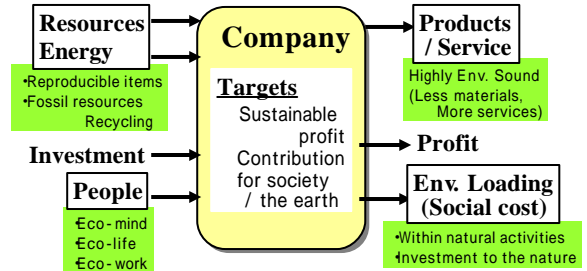 Resources
Energy
•Reproducible items
•Fossil resources
Recycling
Investment
People
•Eco-mind
•Eco-life
•Eco-work
Company
Targets
Sustainable
profit
Contribution
for society
/ the earth
Products
/ Service
Highly Env. Sound
(Less materials,
More services)
Profit
Env. Loading
(Social cost)
•Within natural activities
•Investment to the nature